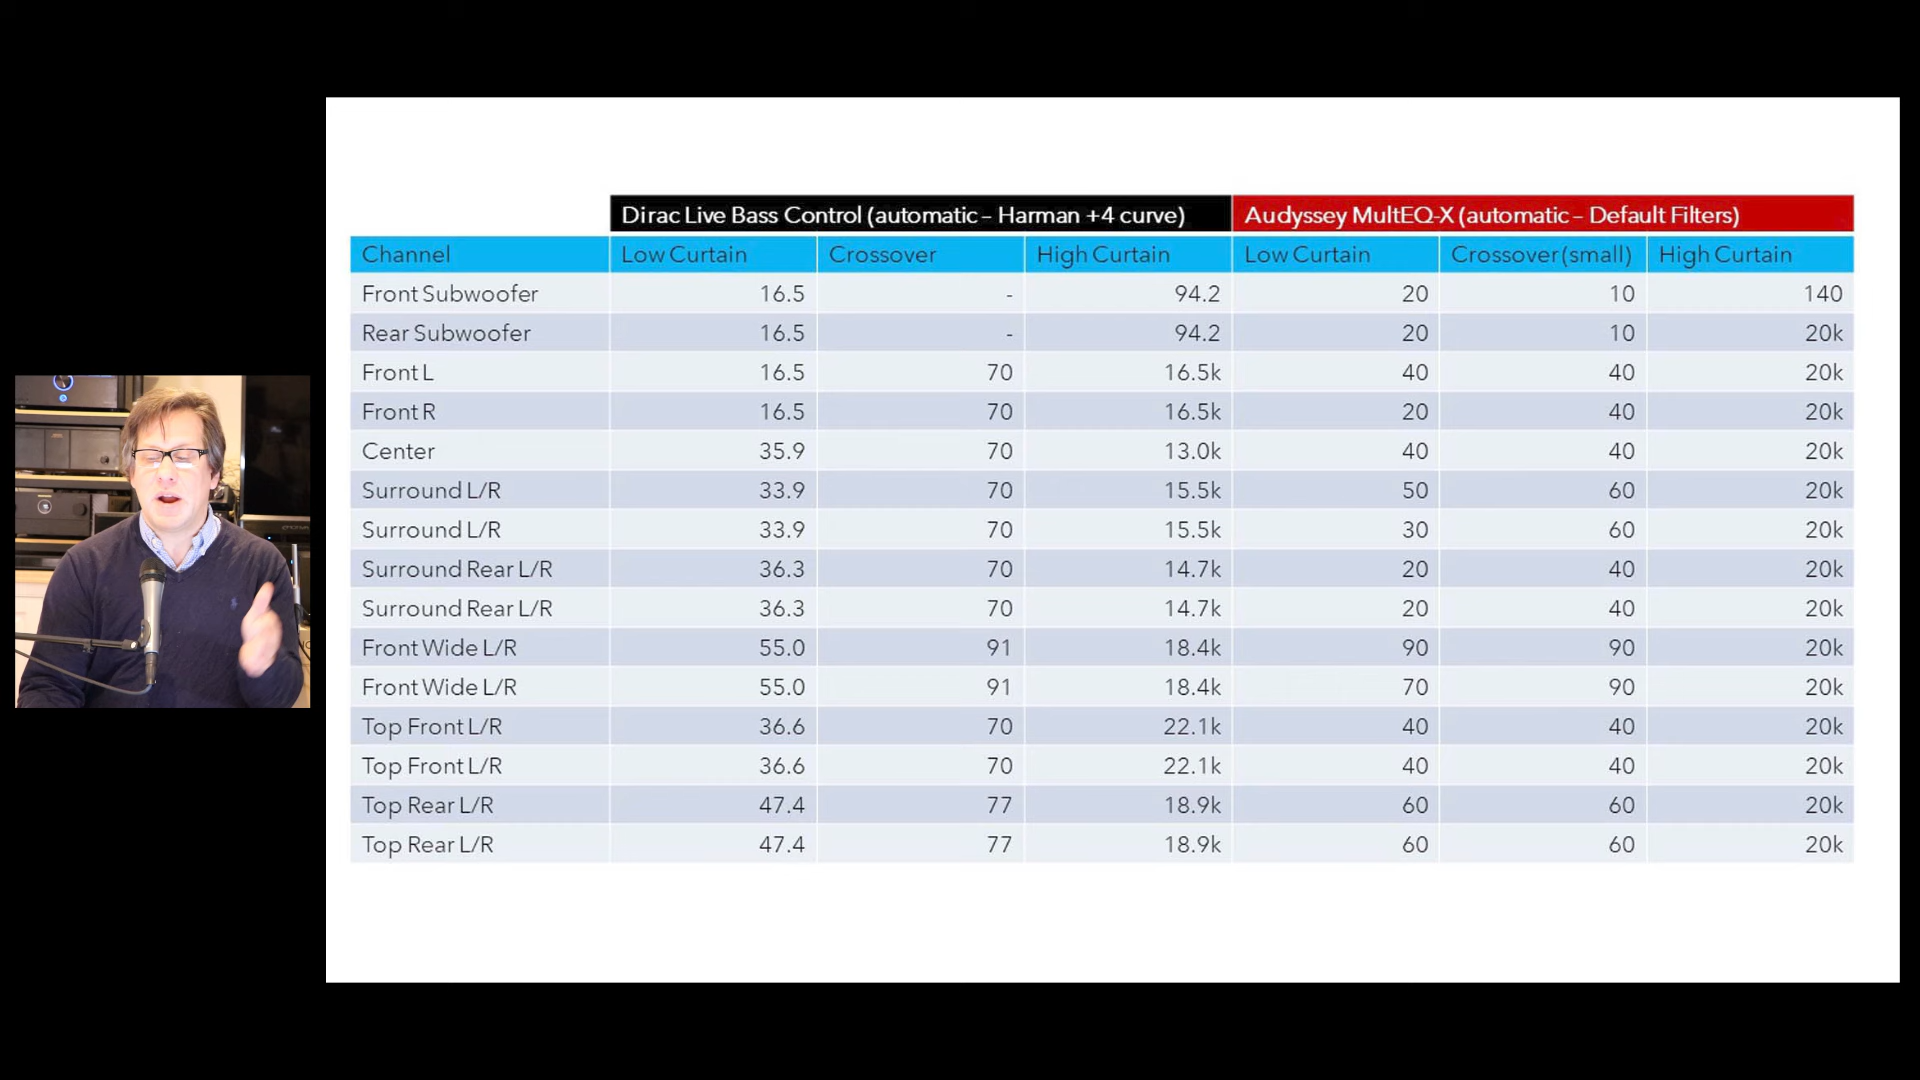 Dirac Live Bass Control (automatic – Harman +4 curve) Audyssey MultEQ-X (automatic – Default Filters)
Channel Low Curtain Crossover High Curtain Low Curtain Crossover (small) High Curtain
Front Subwoofer 16.5 - 94.2 20 10 140
Rear Subwoofer 16.5 - 94.2 20 10 20k
Front L 16.5 70 16.5k 40 40 20k
Front R 16.5 70 16.5k 20 40 20k
Center 35.9 70 13.0k 40 40 20k
Surround L/R 33.9 70 15.5k 50 60 20k
Surround L/R 33.9 70 15.5k 30 60 20k
Surround Rear L/R 36.3 70 14.7k 20 40 20k
Surround Rear L/R 36.3 70 14.7k 20 40 20k
Front Wide L/R 55.0 91 18.4k 90 90 20k
Front Wide L/R 55.0 91 18.4k 70 90 20k
Top Front L/R 36.6 70 22.1k 40 40 20k
Top Front L/R 36.6 70 22.1k 40 40 20k
Top Rear L/R 47.4 77 18.9k 60 60 20k
Top Rear L/R 47.4 77 18.9k 60 60 20k